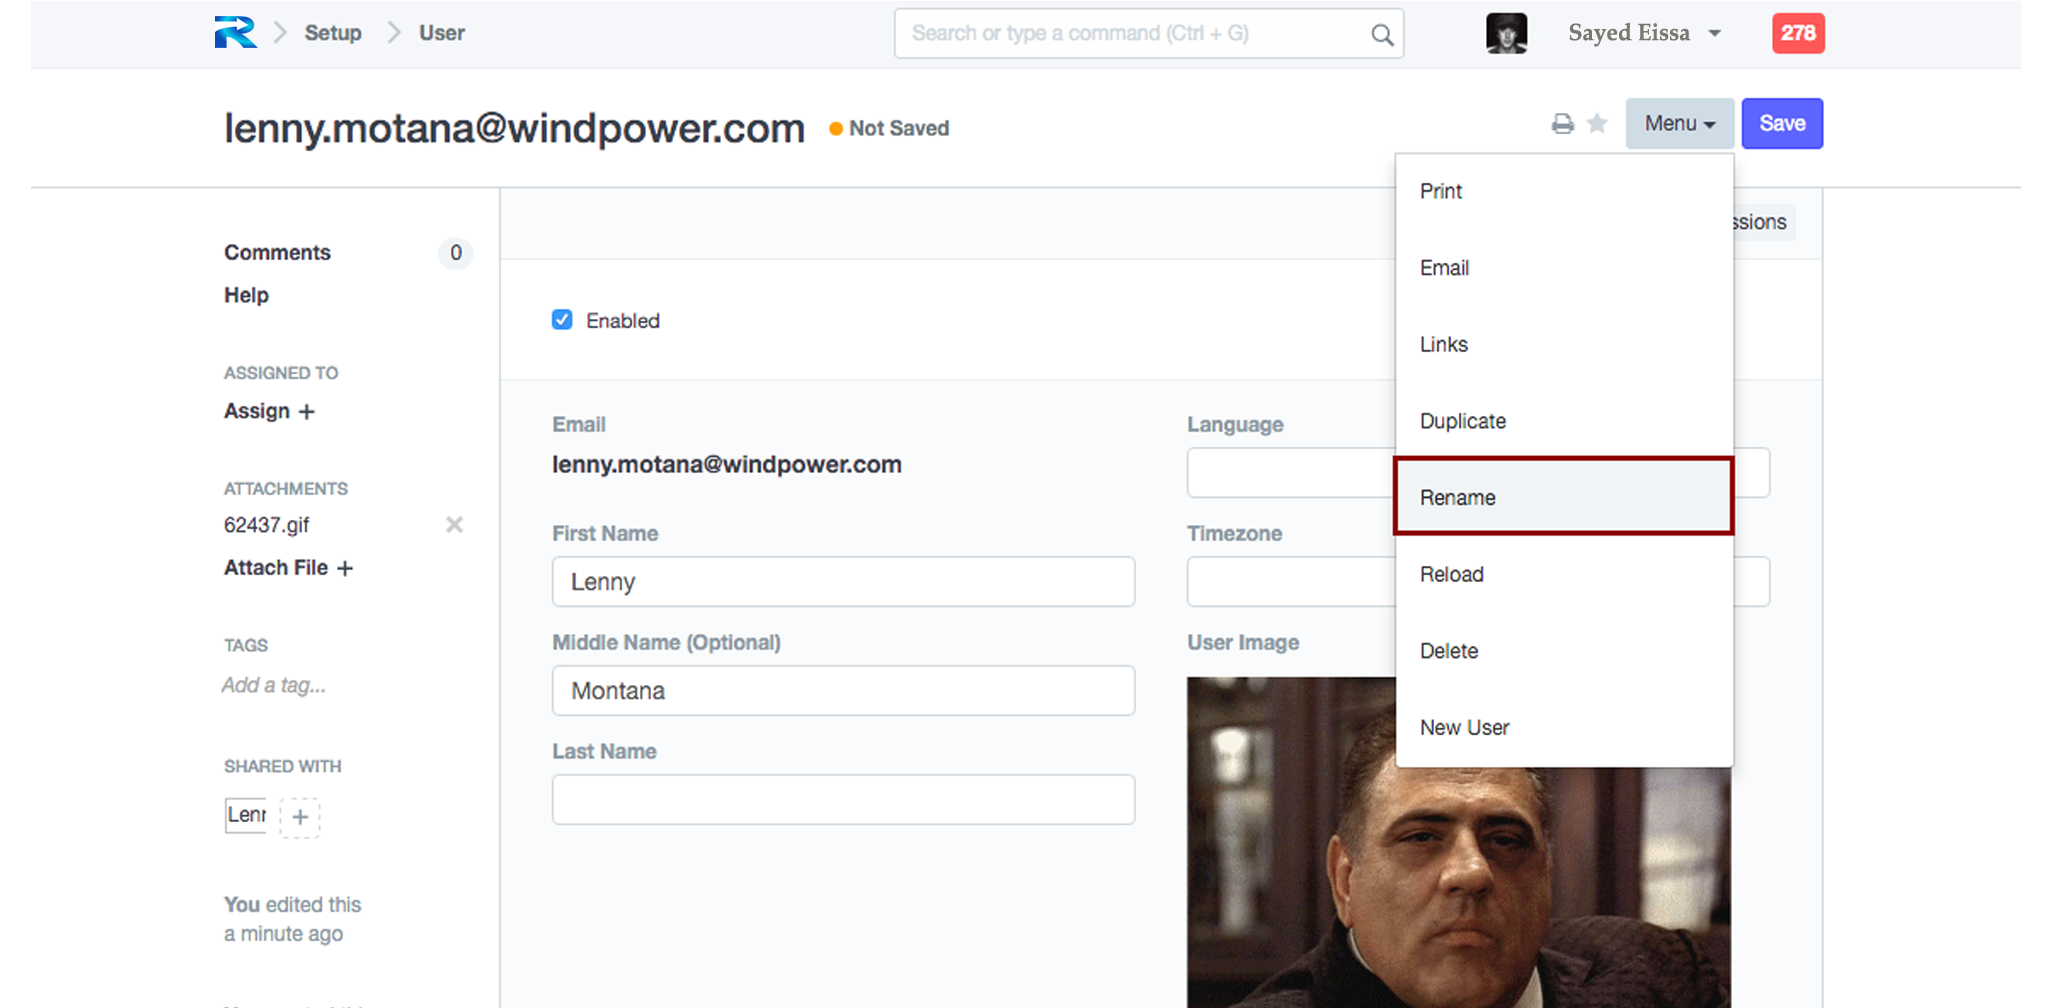 Setup
User
Search or type a command (Ctrl + G)
Sayed Eissa
278
lenny.motana@windpower.com
Not Saved
Menu
Save
Print
Email
Links
Duplicate
Rename
Reload
Delete
New User
ssions
Comments
0
Help
ASSIGNED TO
Assign +
ATTACHMENTS
62437.gif
Attach File +
TAGS
Add a tag...
SHARED WITH
Lenr
You edited this
a minute ago
Enabled
Email
lenny.motana@windpower.com
First Name
Lenny
Middle Name (Optional)
Montana
Last Name
Language
Timezone
User Image